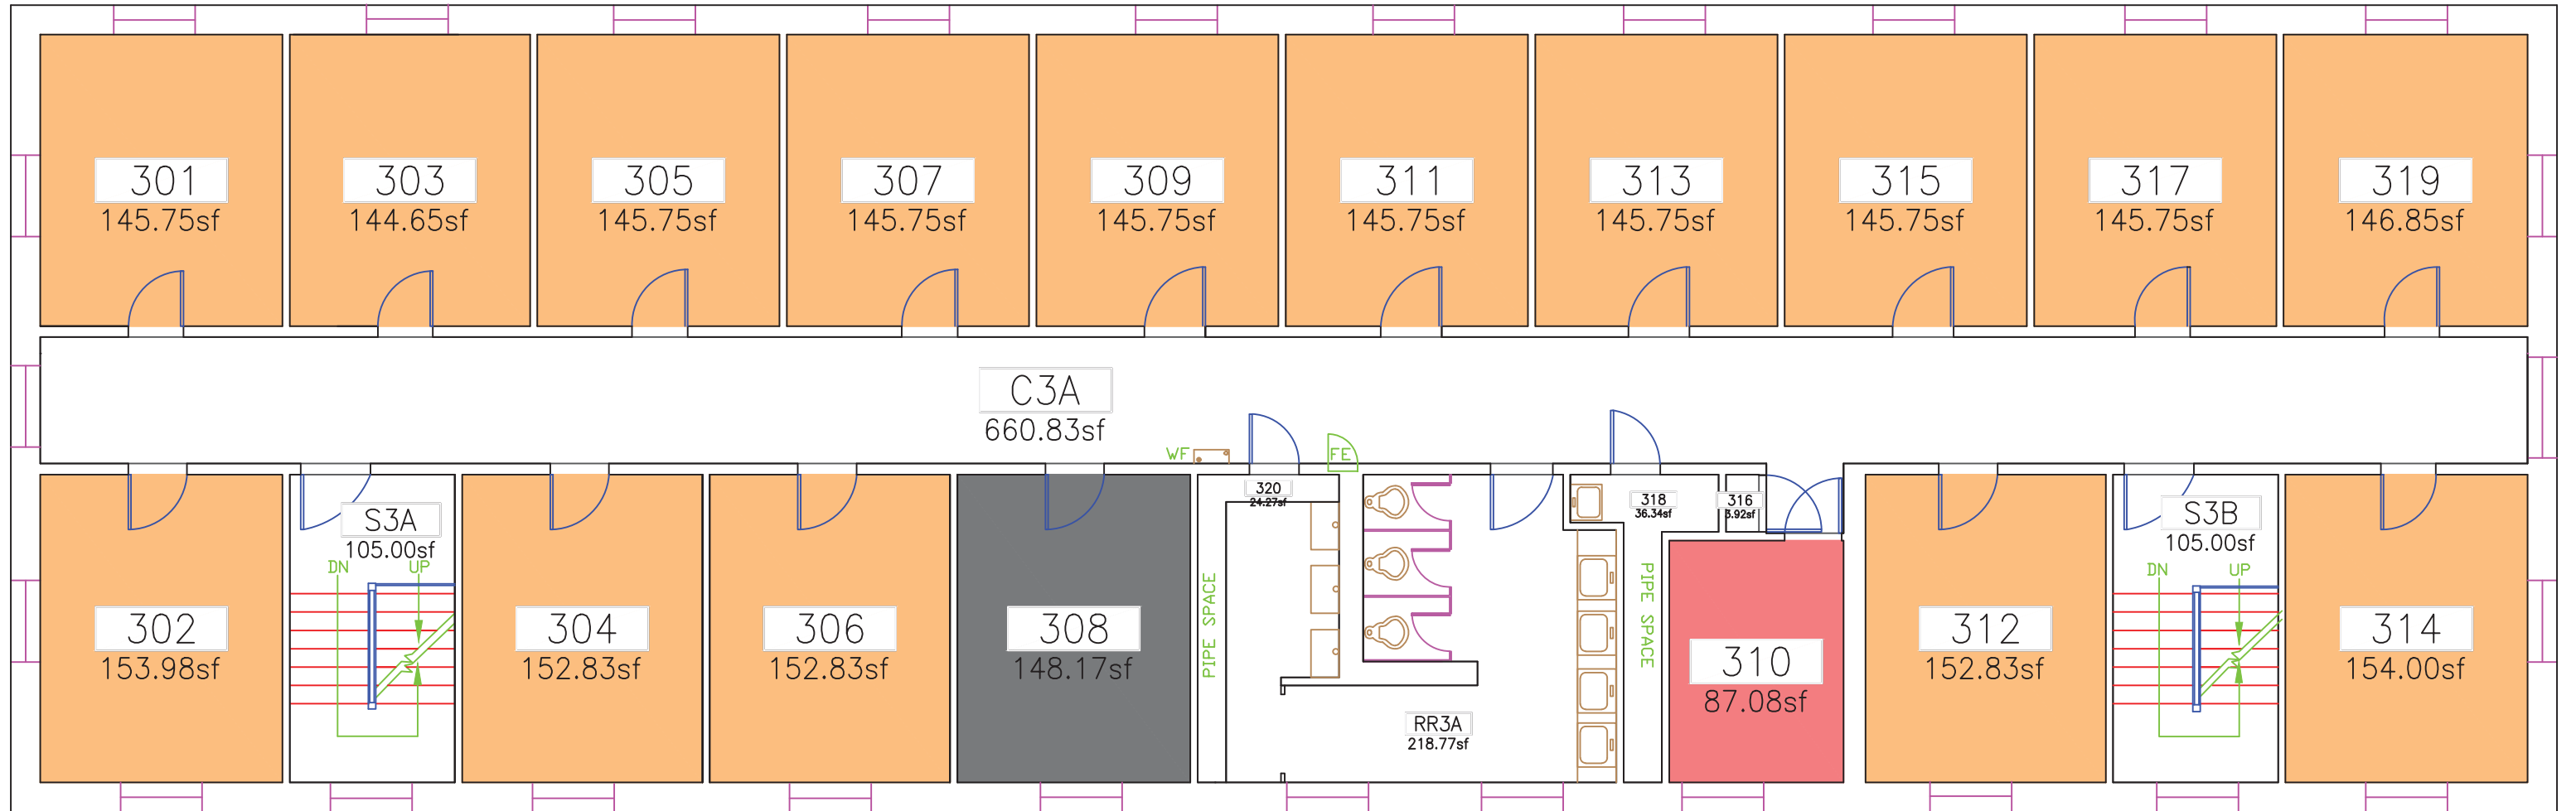 301
145.75sf
303
144.65sf
305
145.75sf
307
145.75sf
309
145.75sf
311
145.75sf
313
145.75sf
315
145.75sf
317
145.75sf
319
146.85sf
C3A
660.83sf
WF
FE
302
153.98sf
S3A
105.00sf
DN
UP
304
152.83sf
306
152.83sf
308
148.17sf
PIPE SPACE
320
24.27sf
RR3A
218.77sf
318
36.34sf
PIPE SPACE
316
310
87.08sf
312
152.83sf
S3B
105.00sf
DN
UP
314
154.00sf